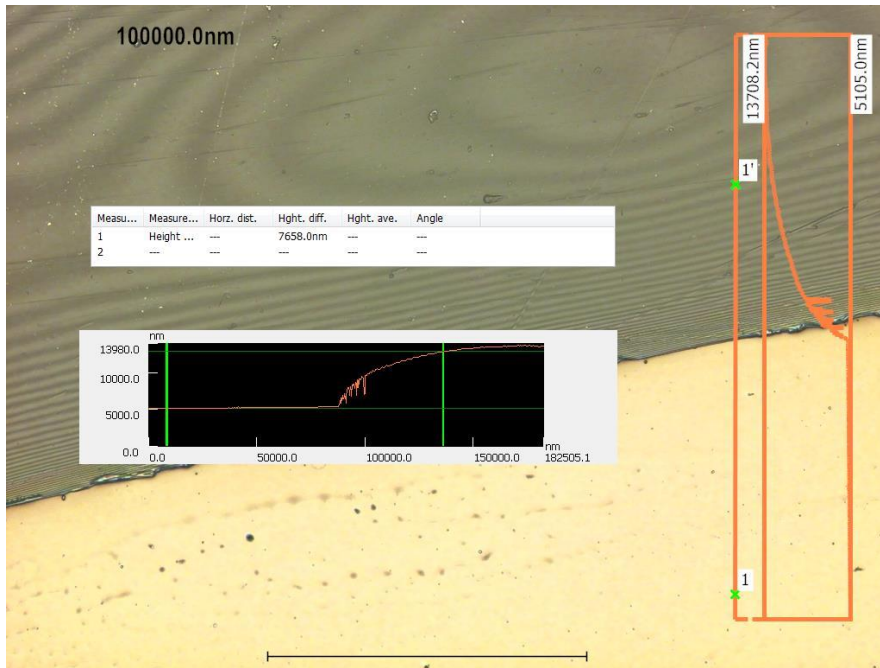 100000.0nm
13708.2nm
5105.0nm
1'
Measu... Measure... Horz. dist. Hght. diff. Hght. ave. Angle
1 Height ... --- 7658.0nm --- ---
2 --- --- --- --- ---
nm
13980.0
10000.0
5000.0
0.0
0.0 50000.0 100000.0 150000.0 nm 182505.1
1